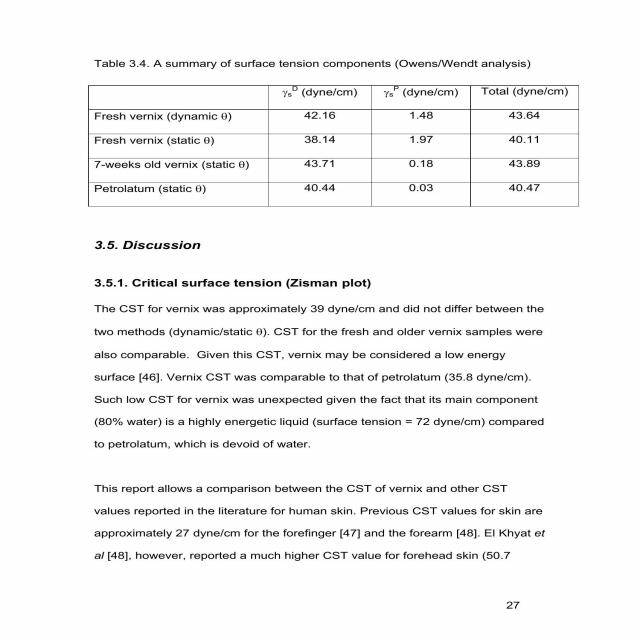 Table 3.4. A summary of surface tension components (Owens/Wendt analysis)
γsD (dyne/cm) γsP (dyne/cm) Total (dyne/cm)
Fresh vernix (dynamic θ) 42.16 1.48 43.64
Fresh vernix (static θ) 38.14 1.97 40.11
7-weeks old vernix (static θ) 43.71 0.18 43.89
Petrolatum (static θ) 40.44 0.03 40.47
3.5. Discussion
3.5.1. Critical surface tension (Zisman plot)
The CST for vernix was approximately 39 dyne/cm and did not differ between the
two methods (dynamic/static θ). CST for the fresh and older vernix samples were
also comparable. Given this CST, vernix may be considered a low energy
surface [46]. Vernix CST was comparable to that of petrolatum (35.8 dyne/cm).
Such low CST for vernix was unexpected given the fact that its main component
(80% water) is a highly energetic liquid (surface tension = 72 dyne/cm) compared
to petrolatum, which is devoid of water.
This report allows a comparison between the CST of vernix and other CST
values reported in the literature for human skin. Previous CST values for skin are
approximately 27 dyne/cm for the forefinger [47] and the forearm [48]. El Khyat et
al [48], however, reported a much higher CST value for forehead skin (50.7
27